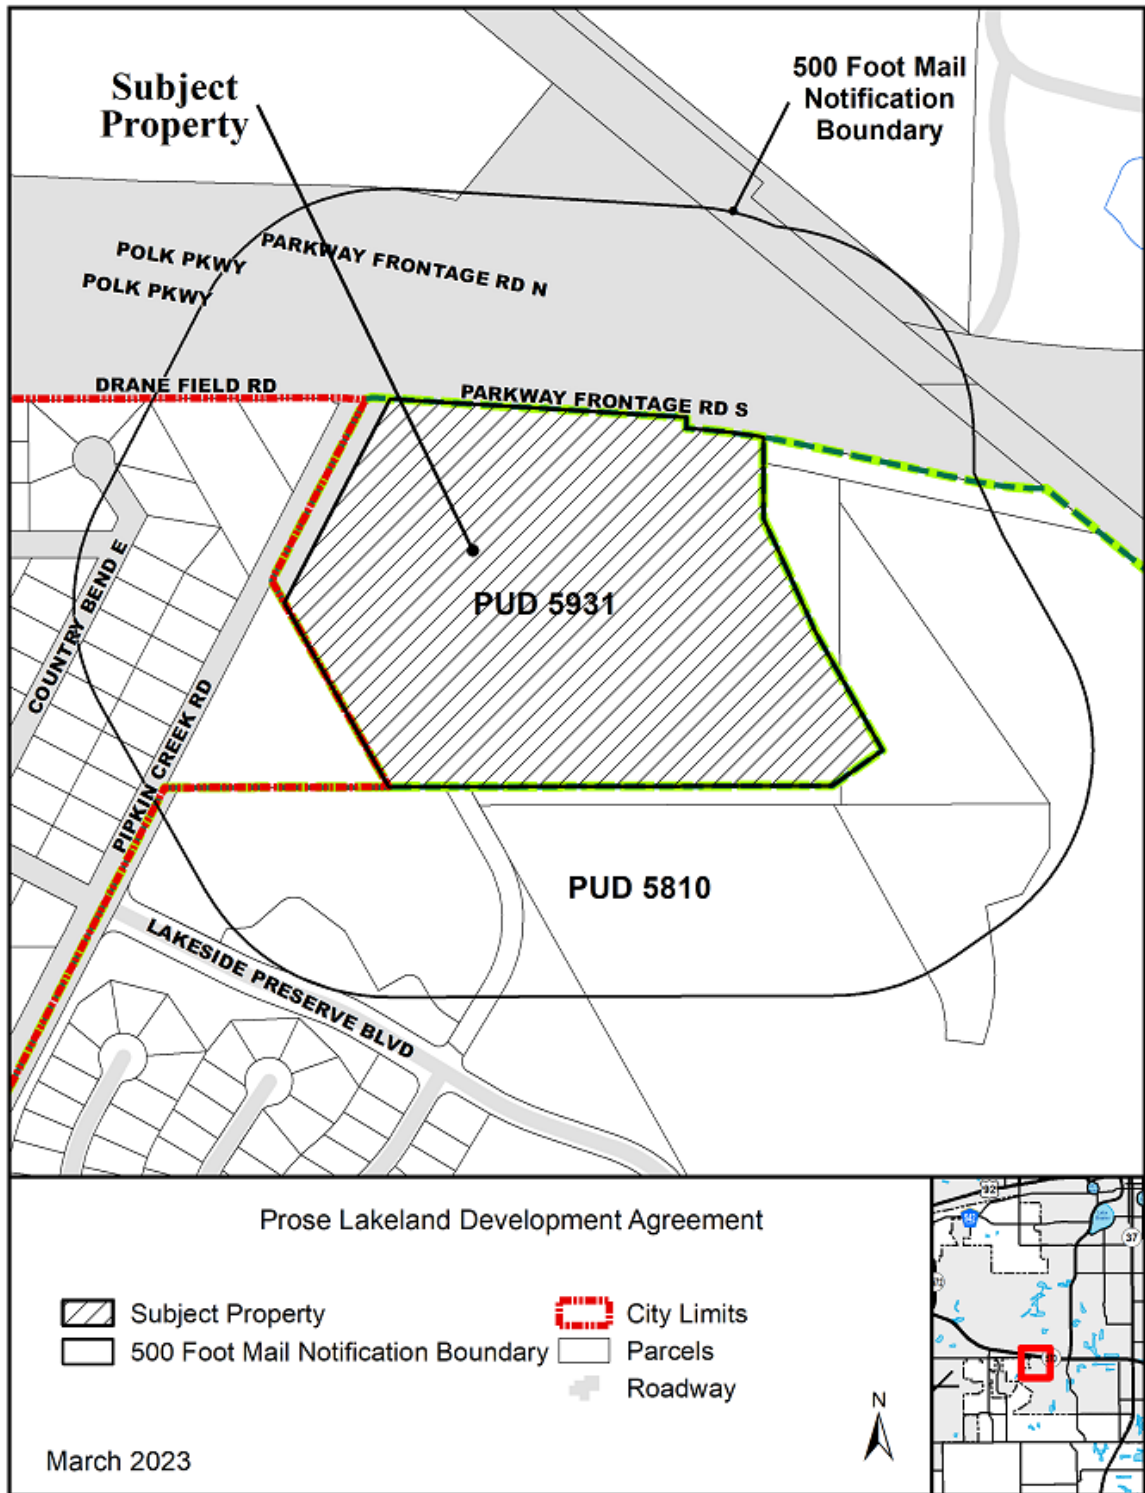 Subject
Property
500 Foot Mail
Notification
Boundary
POLK PKWY
PARKWAY FRONTAGE RD N
POLK PKWY
DRANE FIELD RD
PARKWAY FRONTAGE RD S
COUNTRY BEND E
PUD 5931
PIPKIN CREEK RD
PUD 5810
LAKESIDE PRESERVE BLVD
Prose Lakeland Development Agreement
Subject Property
City Limits
500 Foot Mail Notification Boundary
Parcels
Roadway
N
March 2023
92
37